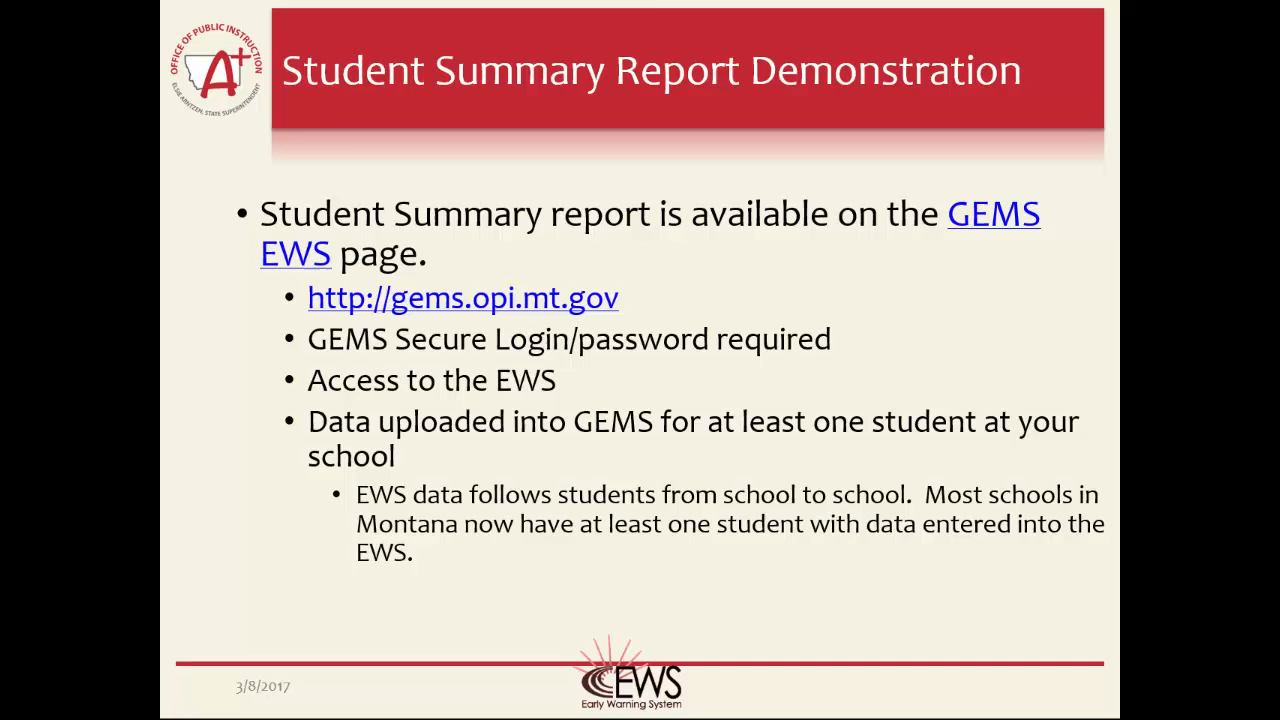 OFFICE OF PUBLIC INSTRUCTION
A+
ELSIE ARNTZEN, STATE SUPERINTENDENT
Student Summary Report Demonstration
• Student Summary report is available on the GEMS
EWS page.
• http://gems.opi.mt.gov
• GEMS Secure Login/password required
• Access to the EWS
• Data uploaded into GEMS for at least one student at your
school
• EWS data follows students from school to school.  Most schools in
Montana now have at least one student with data entered into the
EWS.
3/8/2017
EWS
Early Warning System